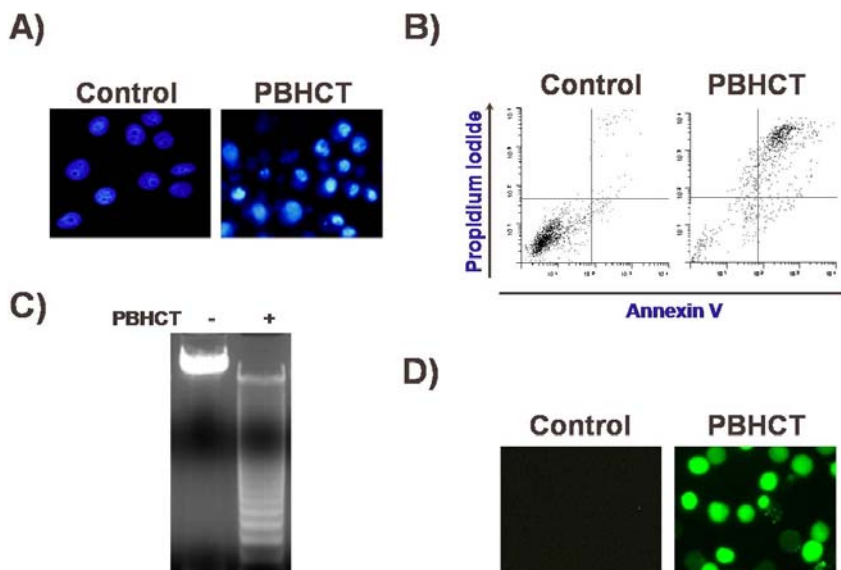 A)
Control PBHCT
B)
Control PBHCT
Propidium Iodide
Annexin V
C)
PBHCT - +
D)
Control PBHCT